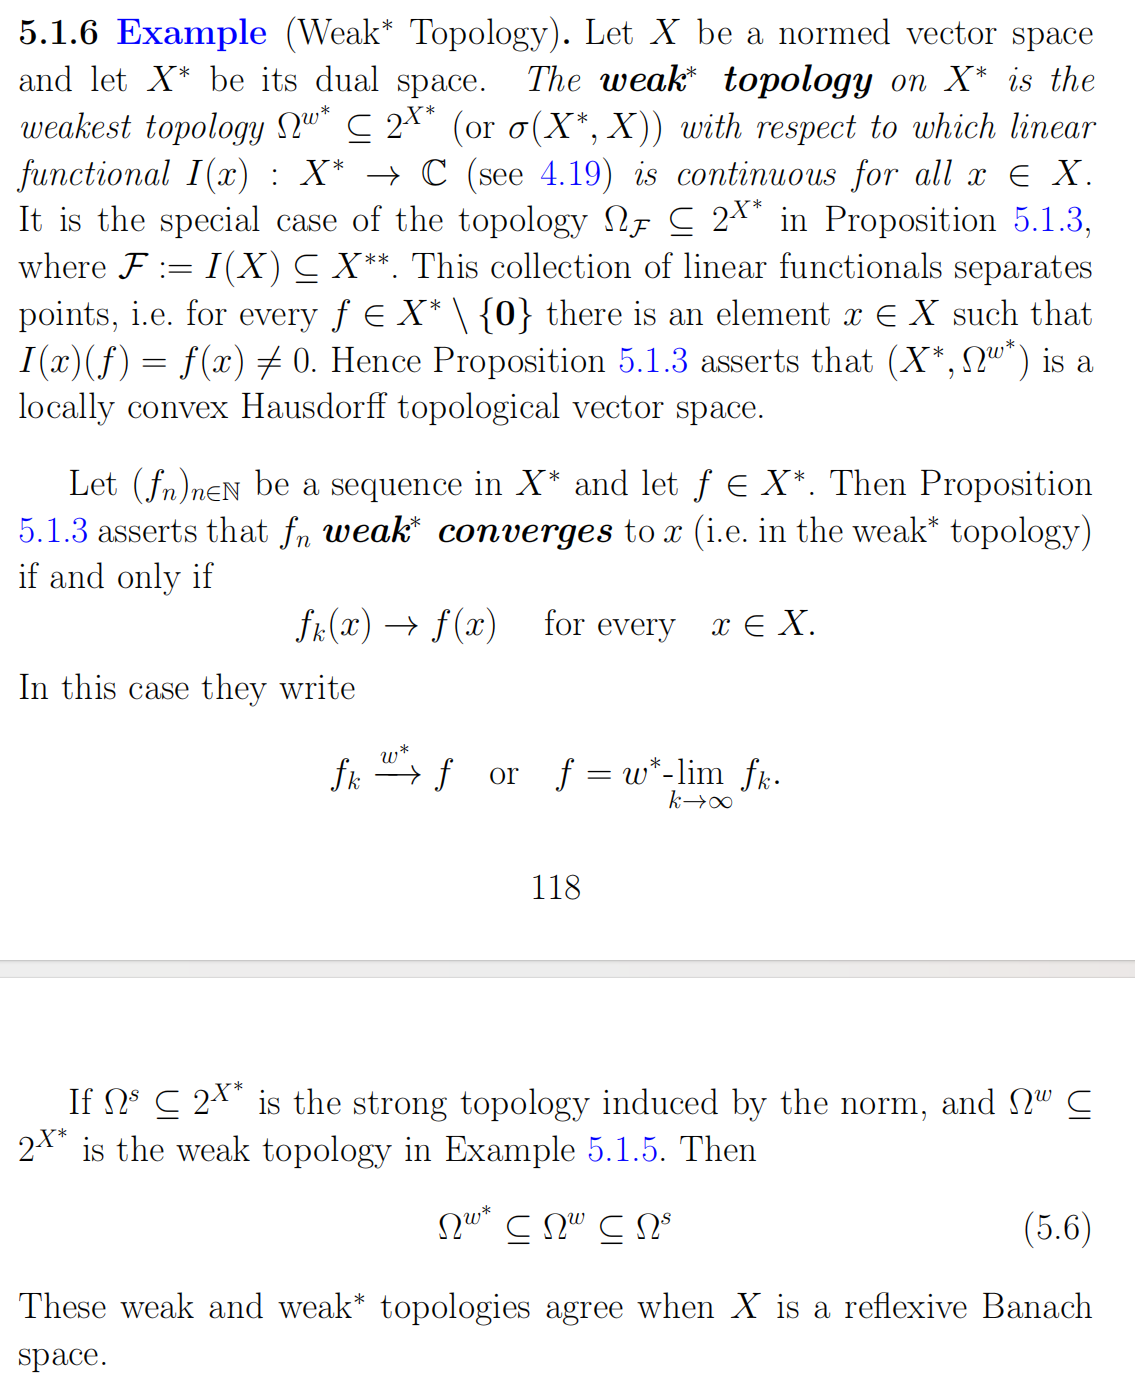 5.1.6 Example (Weak* Topology). Let X be a normed vector space
and let X* be its dual space. The weak* topology on X* is the
weakest topology Ω^{w*} ⊆ 2^{X*} (or σ(X*, X)) with respect to which linear
functional I(x) : X* → ℂ (see 4.19) is continuous for all x ∈ X.
It is the special case of the topology Ω_ℱ ⊆ 2^{X*} in Proposition 5.1.3,
where ℱ := I(X) ⊆ X**. This collection of linear functionals separates
points, i.e. for every f ∈ X* \ {0} there is an element x ∈ X such that
I(x)(f) = f(x) ≠ 0. Hence Proposition 5.1.3 asserts that (X*, Ω^{w*}) is a
locally convex Hausdorff topological vector space.
Let (f_n)_{n∈ℕ} be a sequence in X* and let f ∈ X*. Then Proposition
5.1.3 asserts that f_n weak* converges to x (i.e. in the weak* topology)
if and only if
f_k(x) → f(x) for every x ∈ X.
In this case they write
f_k \xrightarrow{w*} f or f = w*-lim_{k→∞} f_k.
118
If Ω^s ⊆ 2^{X*} is the strong topology induced by the norm, and Ω^w ⊆
2^{X*} is the weak topology in Example 5.1.5. Then
Ω^{w*} ⊆ Ω^w ⊆ Ω^s (5.6)
These weak and weak* topologies agree when X is a reflexive Banach
space.